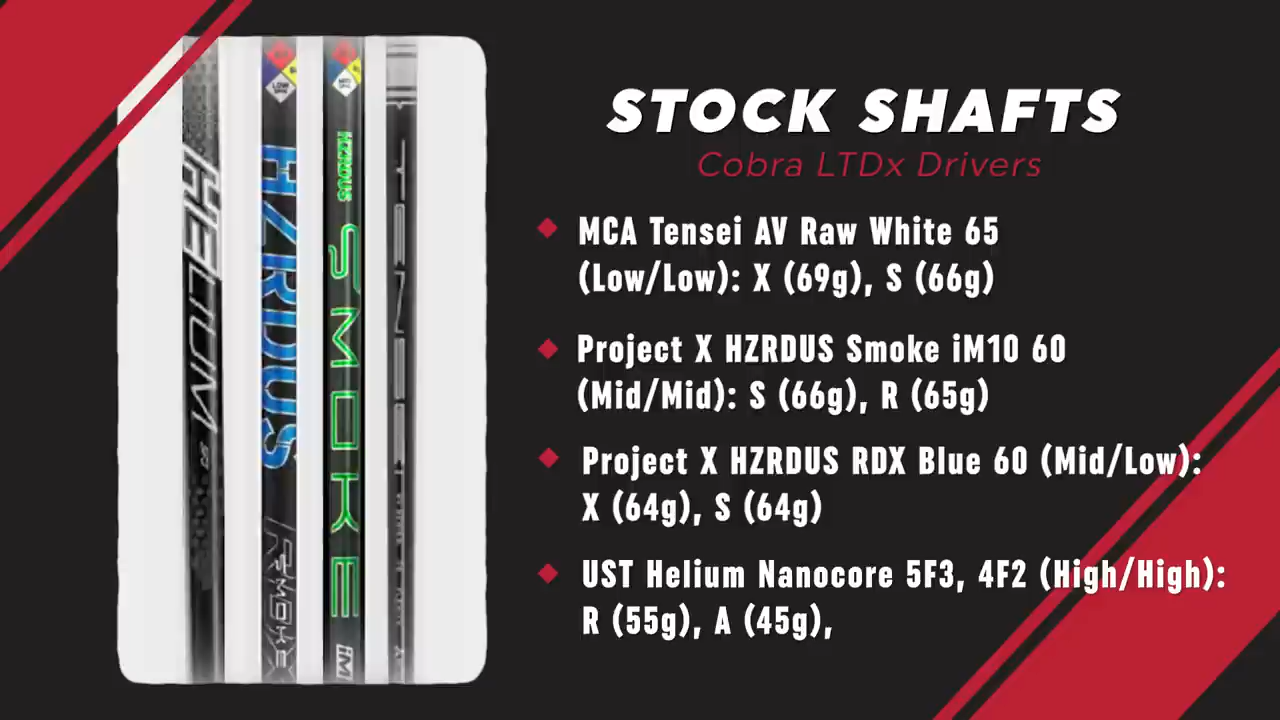 STOCK SHAFTS
Cobra LTDx Drivers
MCA Tensei AV Raw White 65
(Low/Low): X (69g), S (66g)
Project X HZRDUS Smoke iM10 60
(Mid/Mid): S (66g), R (65g)
Project X HZRDUS RDX Blue 60 (Mid/Low):
X (64g), S (64g)
UST Helium Nanocore 5F3, 4F2 (High/High):
R (55g), A (45g),
HELIUM
LOW
HZRDUS
SMOKE
HZRDUS
SMOKE
iM